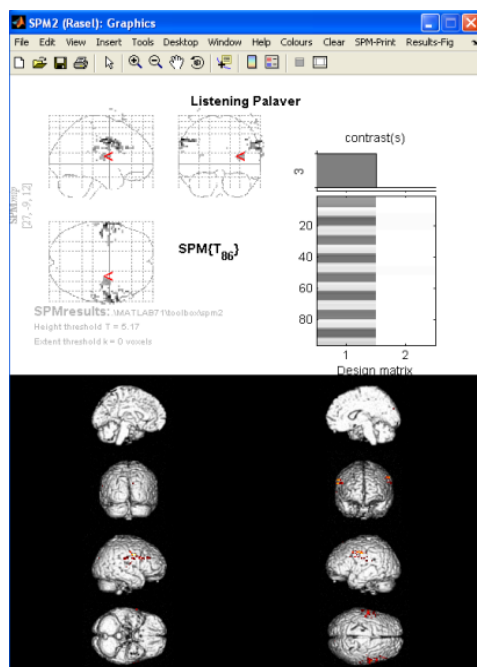 SPM2 (Rasel): Graphics
File Edit View Insert Tools Desktop Window Help Colours Clear SPM-Print Results-Fig
Listening Palaver
contrast(s)
3
SPMmip
[27, -9, 12]
<
<
<
SPM{T86}
20
40
60
80
1 2
Design matrix
SPMresults: .\MATLAB71\toolbox\spm2
Height threshold T = 5.17
Extent threshold k = 0 voxels